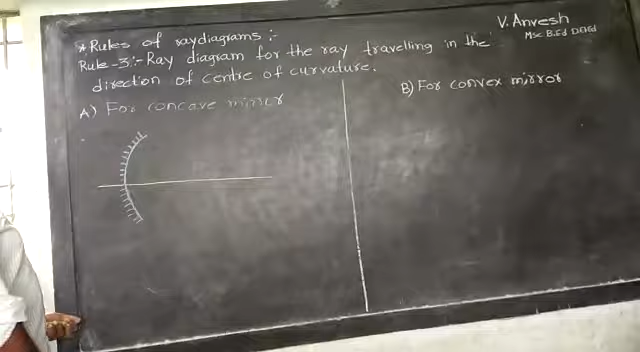 * Rules of raydiagrams :-
Rule-3:- Ray diagram for the ray travelling in the
direction of centre of curvature.
V. Anvesh
Msc B.Ed
A) For concave mirror
B) For convex mirror